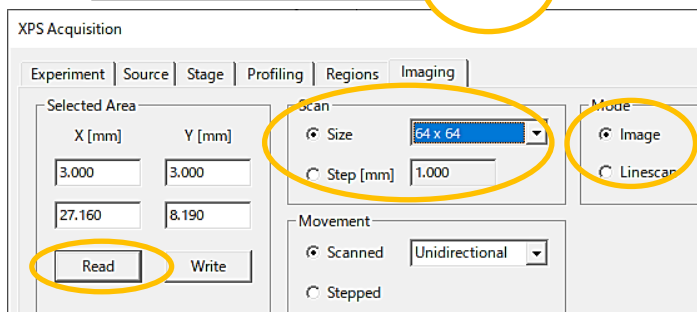 XPS Acquisition
Experiment Source Stage Profiling Regions Imaging
Selected Area
X [mm] Y [mm]
3.000 3.000
27.160 8.190
Read Write
Scan
Size 64 x 64
Step [mm] 1.000
Movement
Scanned Unidirectional
Stepped
Mode
Image
Linescan